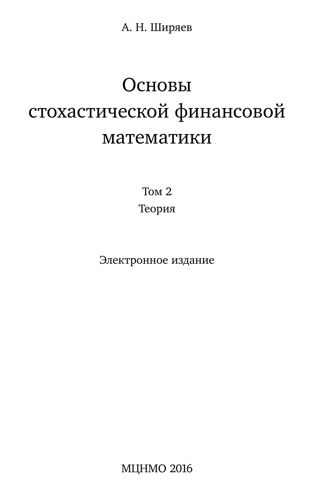 А. Н. Ширяев
Основы
стохастической финансовой
математики
Том 2
Теория
Электронное издание
МЦНМО 2016